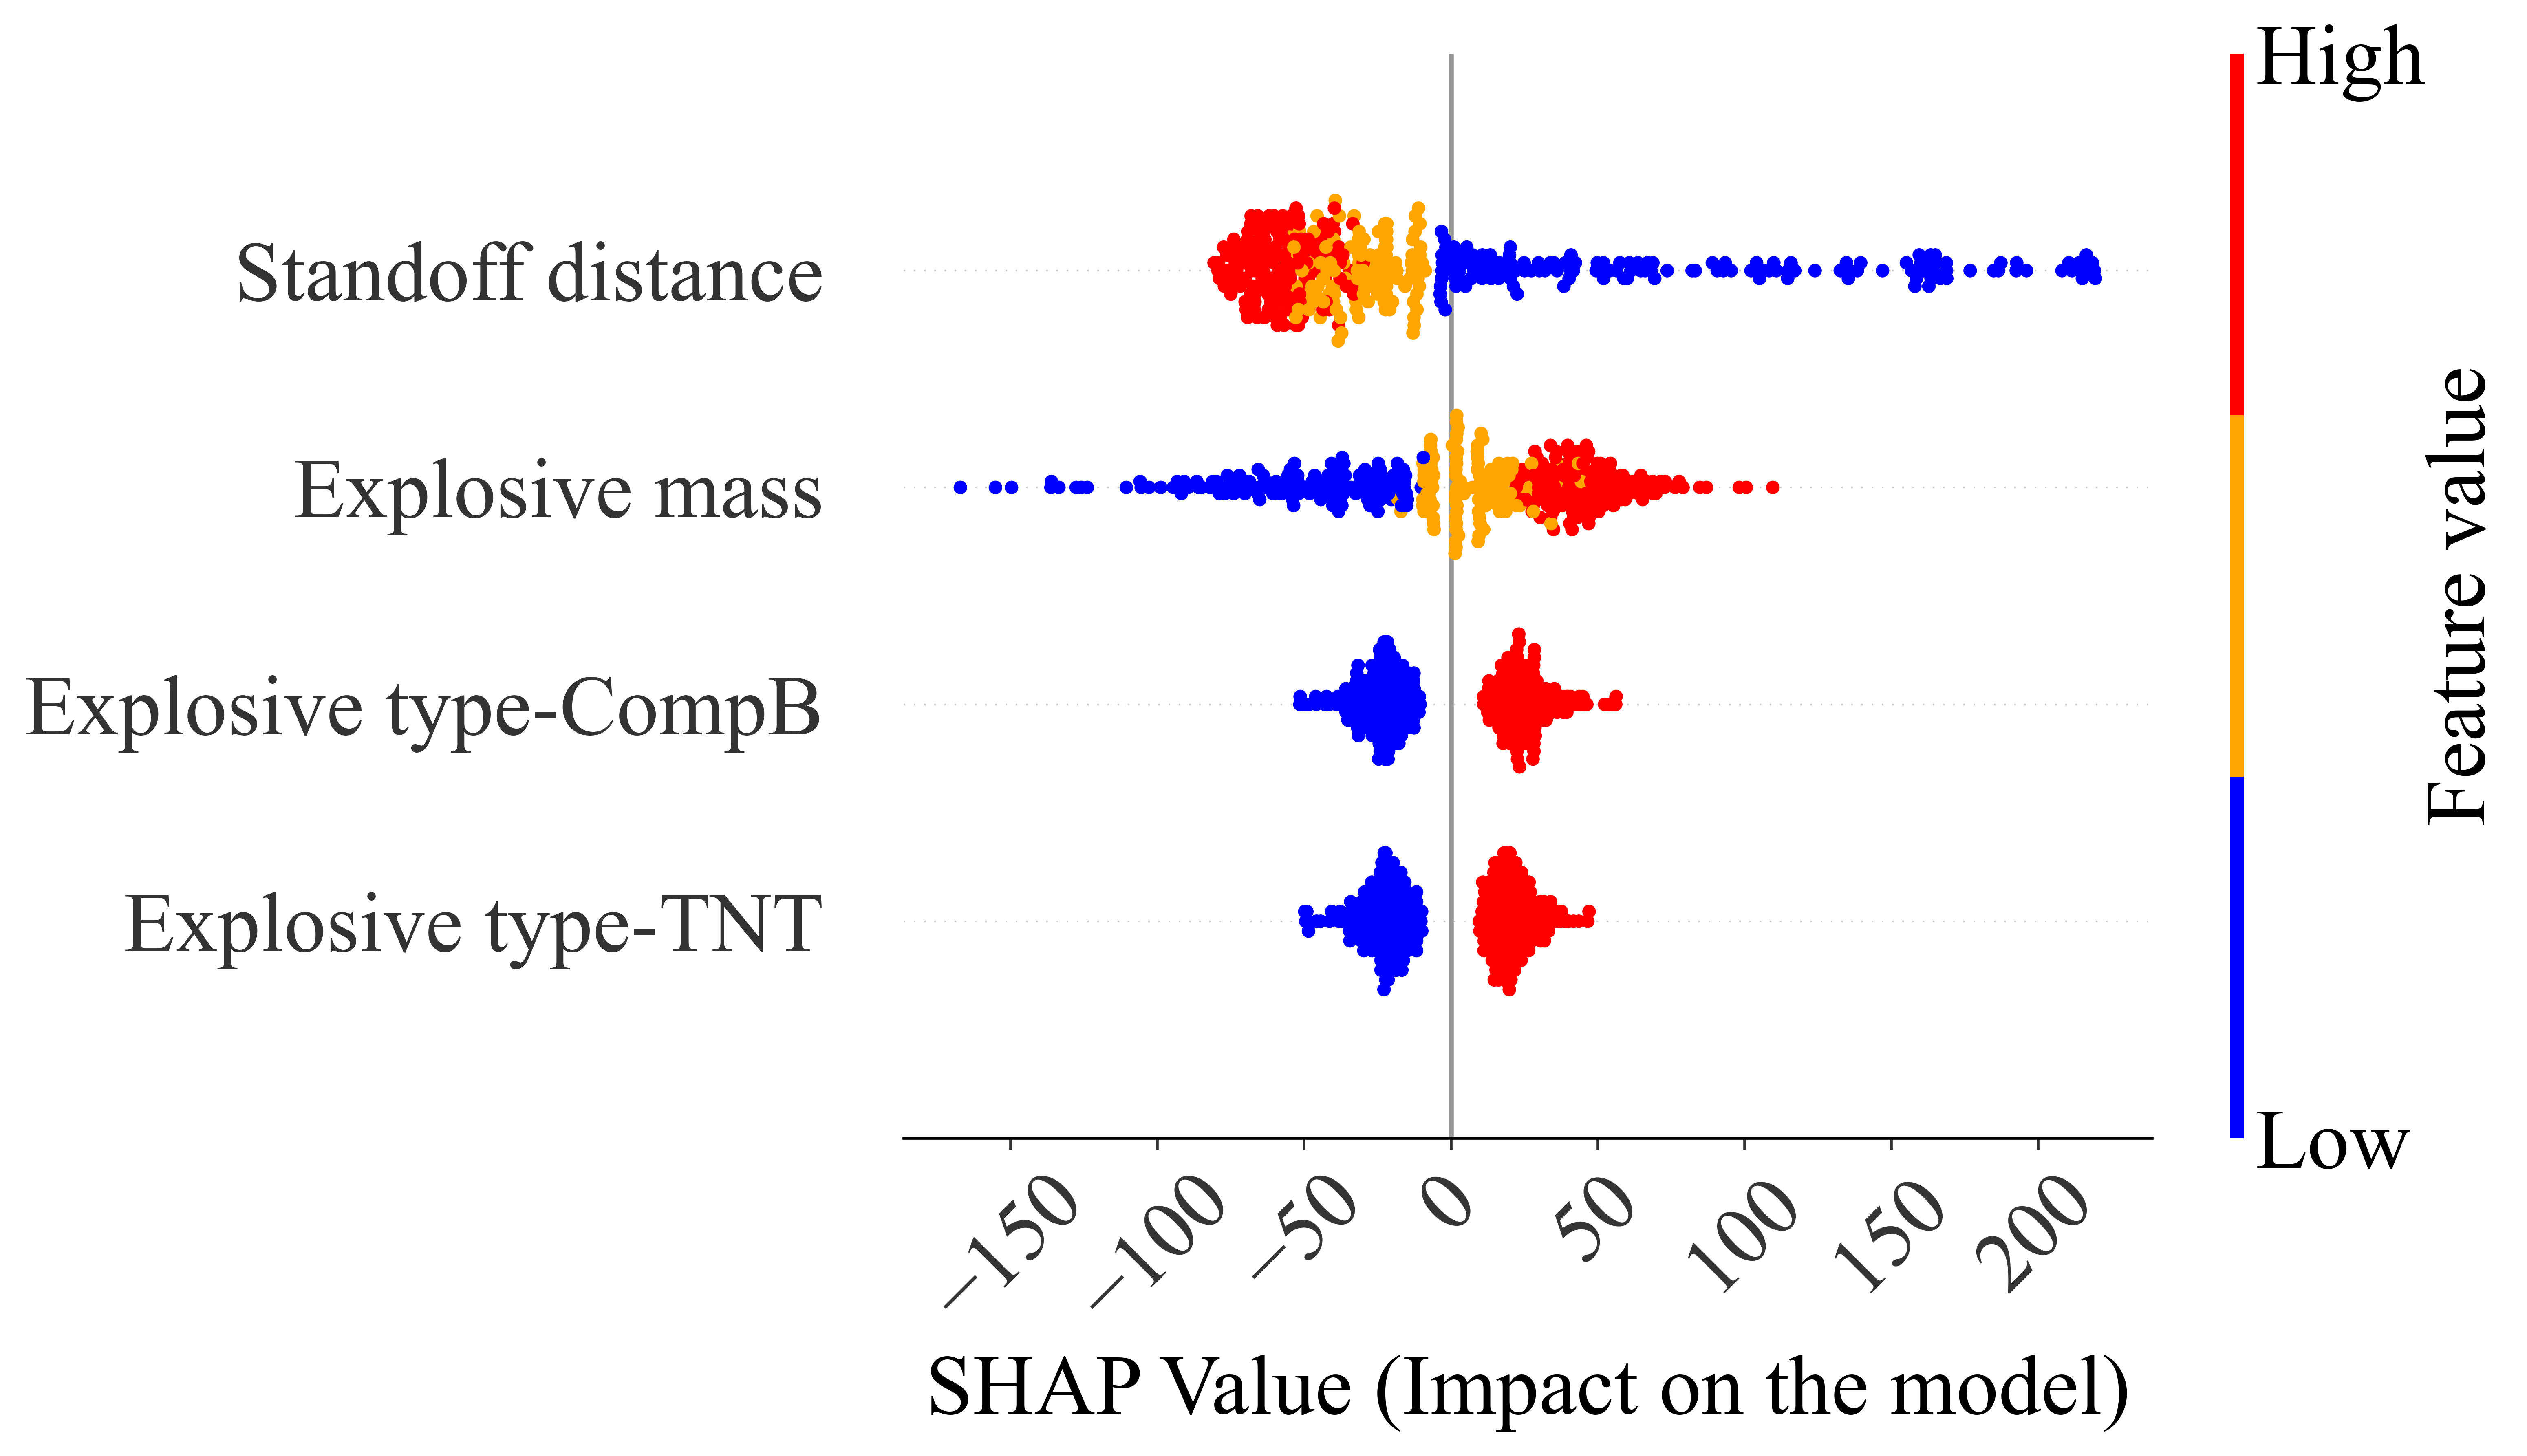 High
Standoff distance
Explosive mass
Explosive type-CompB
Explosive type-TNT
Feature value
Low
−150
−100
−50
0
50
100
150
200
SHAP Value (Impact on the model)